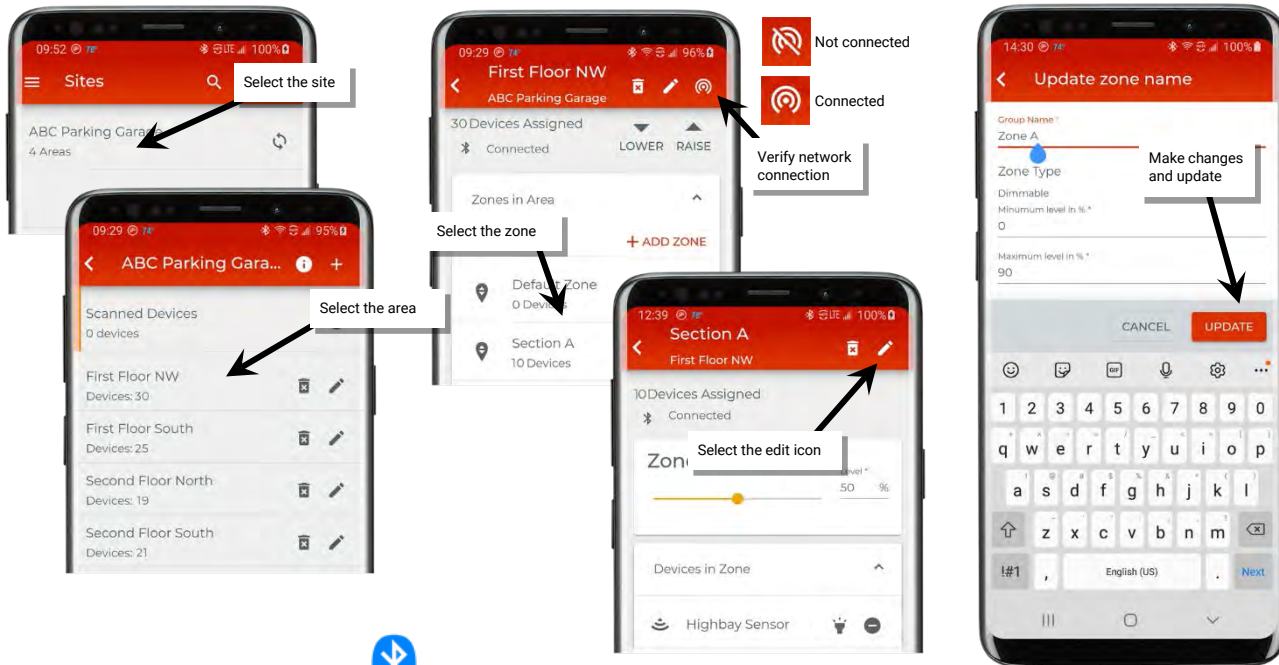 09:52 78° LTE 100%
Sites
Select the site
ABC Parking Garage
4 Areas
09:29 74° 95%
ABC Parking Gara...
Scanned Devices
0 devices
Select the area
First Floor NW
Devices: 30
First Floor South
Devices: 25
Second Floor North
Devices: 19
Second Floor South
Devices: 21
09:29 74° 96%
First Floor NW
ABC Parking Garage
30 Devices Assigned
Connected
LOWER RAISE
Zones in Area
Select the zone
+ ADD ZONE
Default Zone
0 Devices
Section A
10 Devices
Not connected
Connected
Verify network
connection
12:39 78° LTE 100%
Section A
First Floor NW
10Devices Assigned
Connected
Select the edit icon
Level *
50 %
Devices in Zone
Highbay Sensor
14:30 74° 100%
Update zone name
Group Name *
Zone A
Make changes
and update
Zone Type
Dimmable
Minumum level in % *
0
Maximum level in % *
90
CANCEL UPDATE
GIF
1 2 3 4 5 6 7 8 9 0
q w e r t y u i o p
a s d f g h j k l
z x c v b n m
!#1 , English (US) . Next